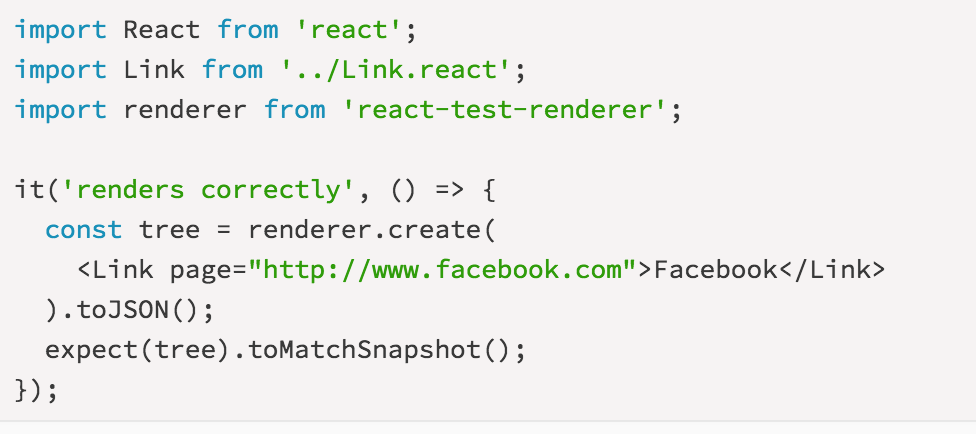 import React from 'react';
import Link from '../Link.react';
import renderer from 'react-test-renderer';

it('renders correctly', () => {
  const tree = renderer.create(
    <Link page="http://www.facebook.com">Facebook</Link>
  ).toJSON();
  expect(tree).toMatchSnapshot();
});